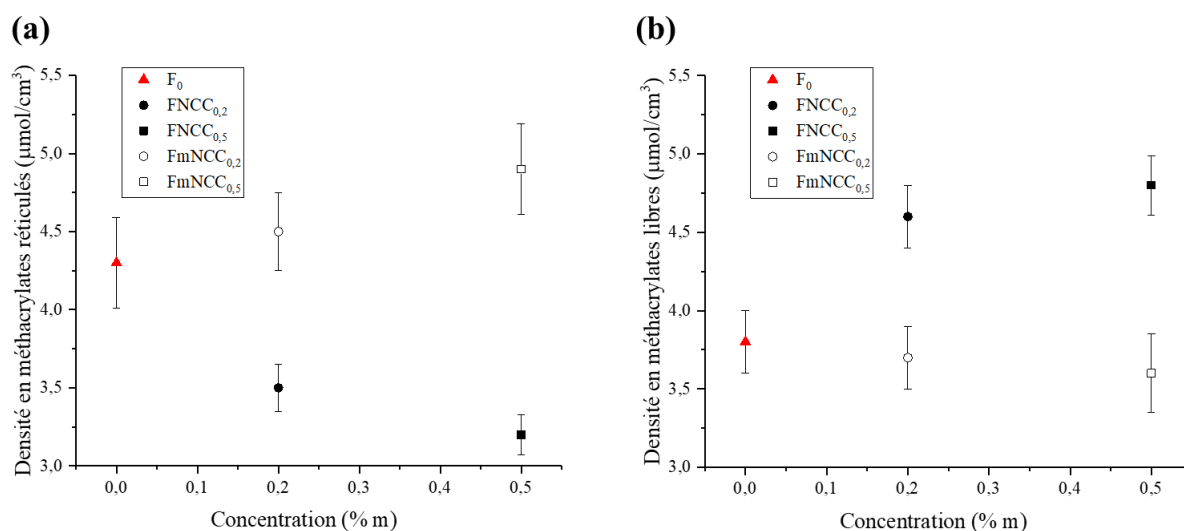 (a)
Densité en méthacrylates réticulés (µmol/cm³)
5,5
5,0
4,5
4,0
3,5
3,0
F₀
FNCC₀,₂
FNCC₀,₅
FmNCC₀,₂
FmNCC₀,₅
0,0 0,1 0,2 0,3 0,4 0,5
Concentration (% m)
(b)
Densité en méthacrylates libres (µmol/cm³)
5,5
5,0
4,5
4,0
3,5
3,0
F₀
FNCC₀,₂
FNCC₀,₅
FmNCC₀,₂
FmNCC₀,₅
0,0 0,1 0,2 0,3 0,4 0,5
Concentration (% m)